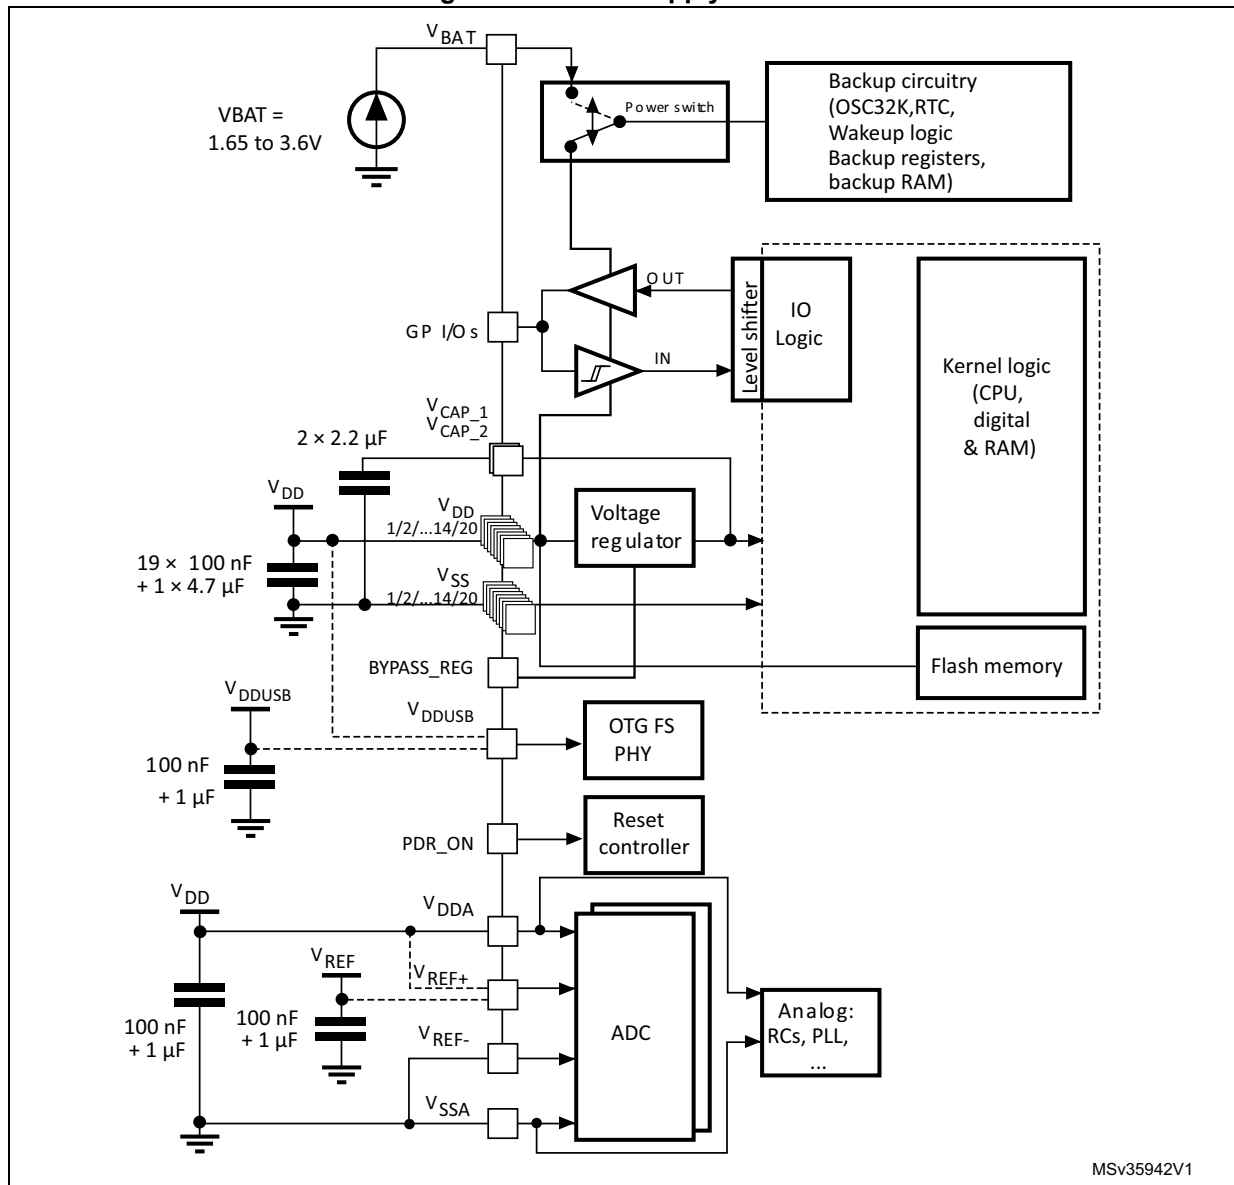 VBAT
VBAT =
1.65 to 3.6V
Power switch
Backup circuitry
(OSC32K,RTC,
Wakeup logic
Backup registers,
backup RAM)
OUT
Level shifter
IO
Logic
GP I/Os
IN
Kernel logic
(CPU,
digital
& RAM)
VCAP_1
VCAP_2
2 × 2.2 µF
VDD
VDD
1/2/...14/20
Voltage
regulator
19 × 100 nF
+ 1 × 4.7 µF
VSS
1/2/...14/20
BYPASS_REG
Flash memory
VDDUSB
VDDUSB
OTG FS
PHY
100 nF
+ 1 µF
PDR_ON
Reset
controller
VDD
VDDA
VREF
VREF+
100 nF
+ 1 µF
100 nF
+ 1 µF
VREF-
ADC
Analog:
RCs, PLL,
...
VSSA
MSv35942V1